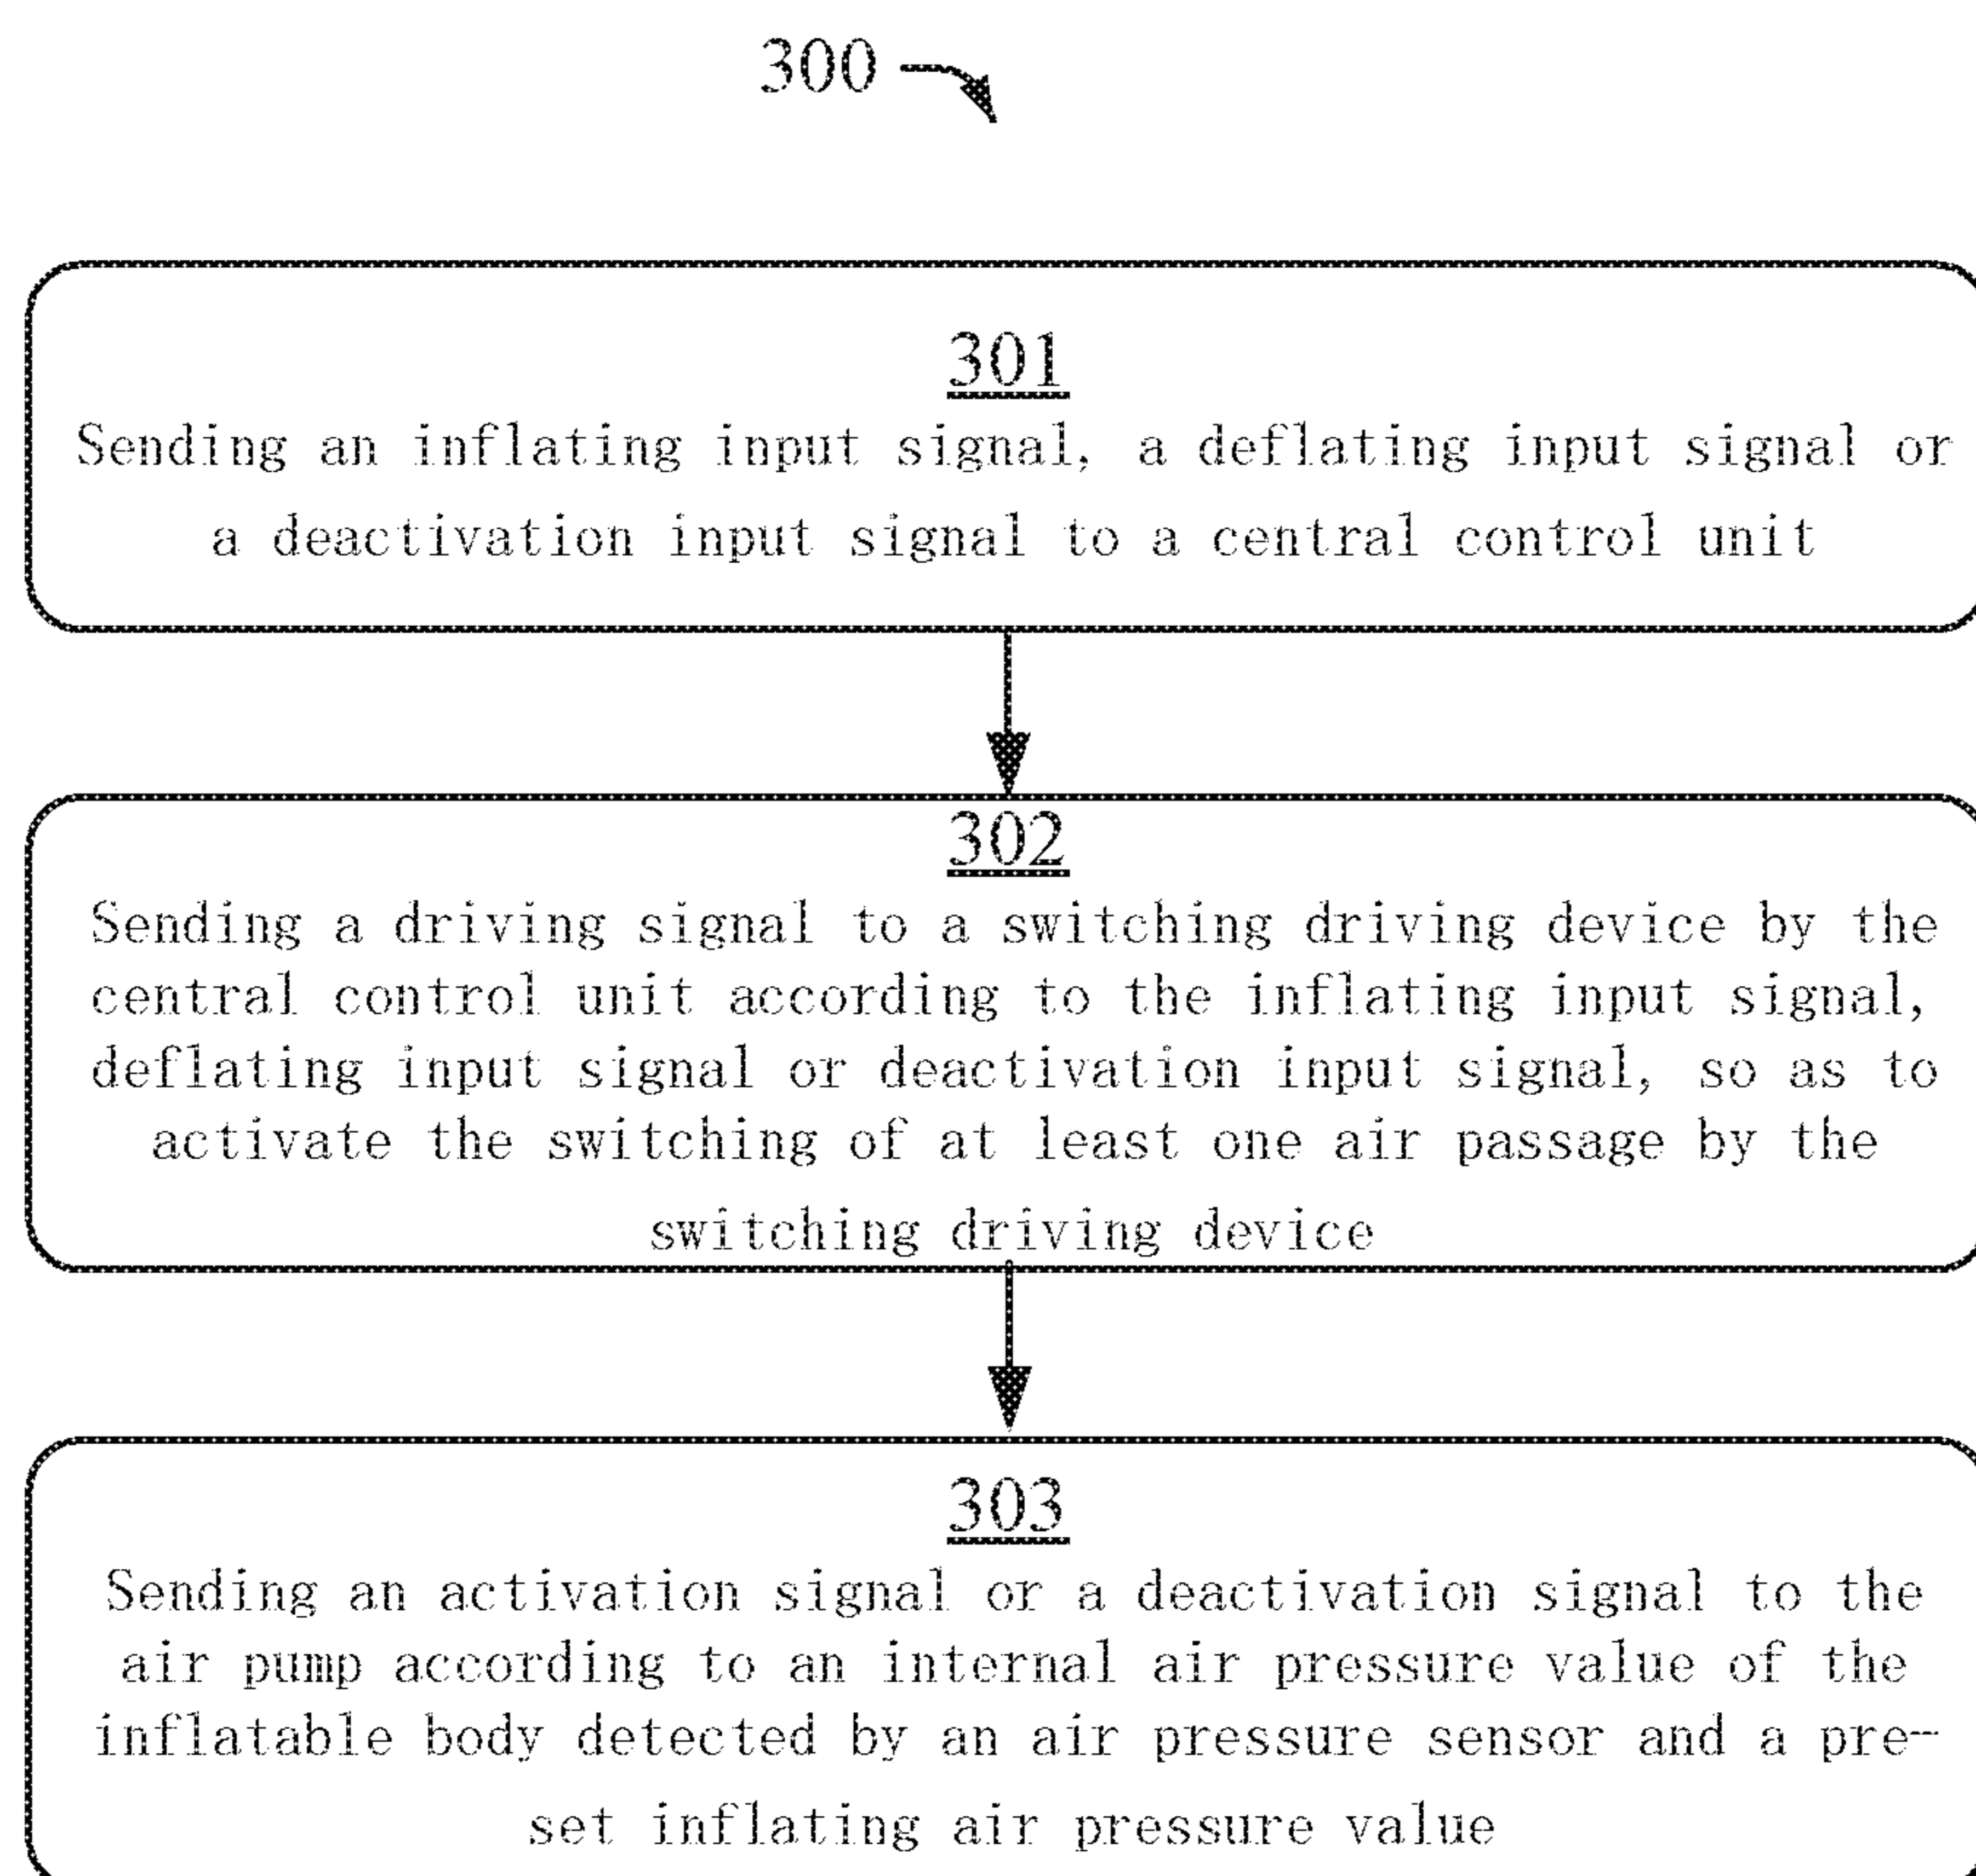 300
301
Sending an inflating input signal, a deflating input signal or
a deactivation input signal to a central control unit
302
Sending a driving signal to a switching driving device by the
central control unit according to the inflating input signal,
deflating input signal or deactivation input signal, so as to
activate the switching of at least one air passage by the
switching driving device
303
Sending an activation signal or a deactivation signal to the
air pump according to an internal air pressure value of the
inflatable body detected by an air pressure sensor and a pre-
set inflating air pressure value